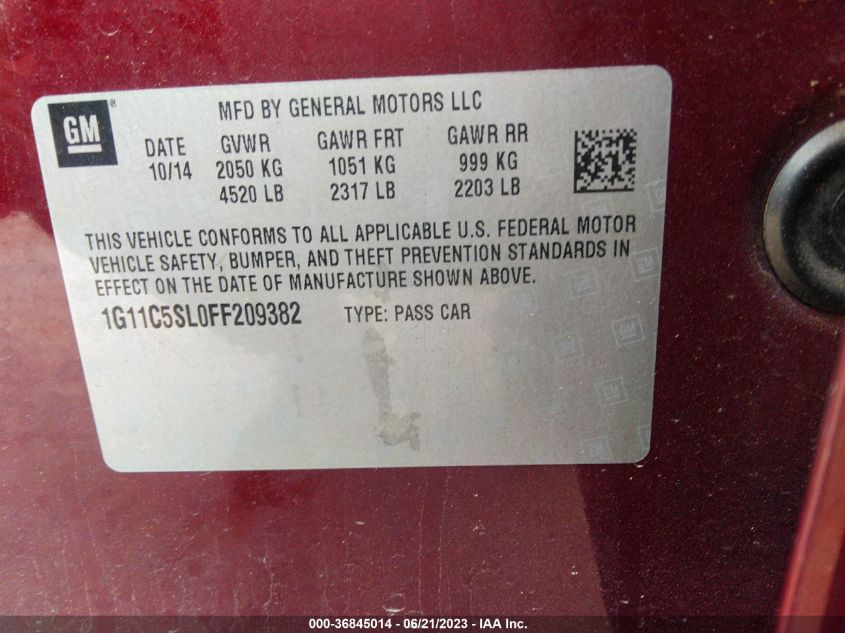 GM ®
MFD BY GENERAL MOTORS LLC
DATE GVWR GAWR FRT GAWR RR
10/14 2050 KG 1051 KG 999 KG
4520 LB 2317 LB 2203 LB
THIS VEHICLE CONFORMS TO ALL APPLICABLE U.S. FEDERAL MOTOR
VEHICLE SAFETY, BUMPER, AND THEFT PREVENTION STANDARDS IN
EFFECT ON THE DATE OF MANUFACTURE SHOWN ABOVE.
1G11C5SL0FF209382 TYPE: PASS CAR
000-36845014 - 06/21/2023 - IAA Inc.